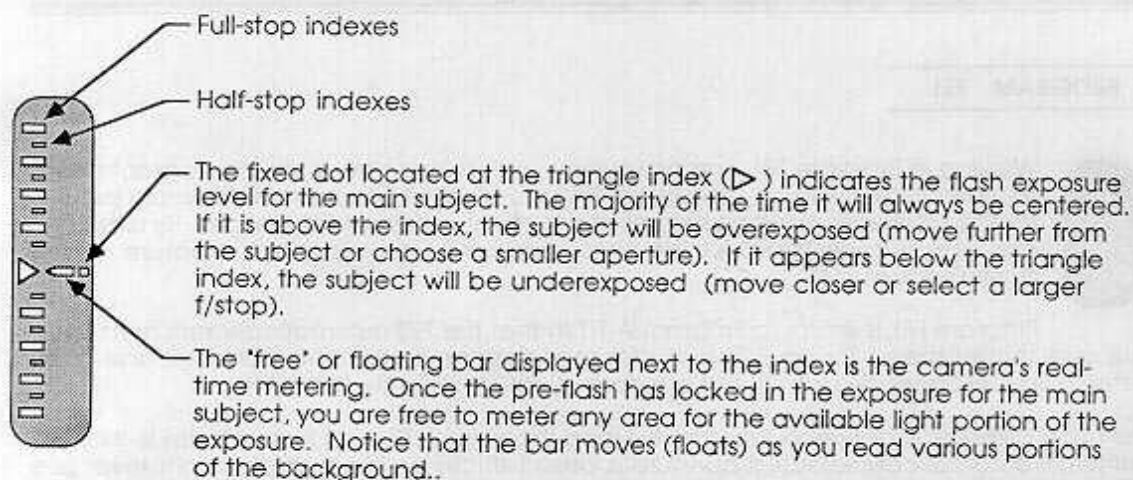 Full-stop indexes
Half-stop indexes
The fixed dot located at the triangle index (▷) indicates the flash exposure
level for the main subject. The majority of the time it will always be centered.
If it is above the index, the subject will be overexposed (move further from
the subject or choose a smaller aperture). If it appears below the triangle
index, the subject will be underexposed (move closer or select a larger
f/stop).
The "free" or floating bar displayed next to the index is the camera's real-
time metering. Once the pre-flash has locked in the exposure for the main
subject, you are free to meter any area for the available light portion of the
exposure. Notice that the bar moves (floats) as you read various portions
of the background..